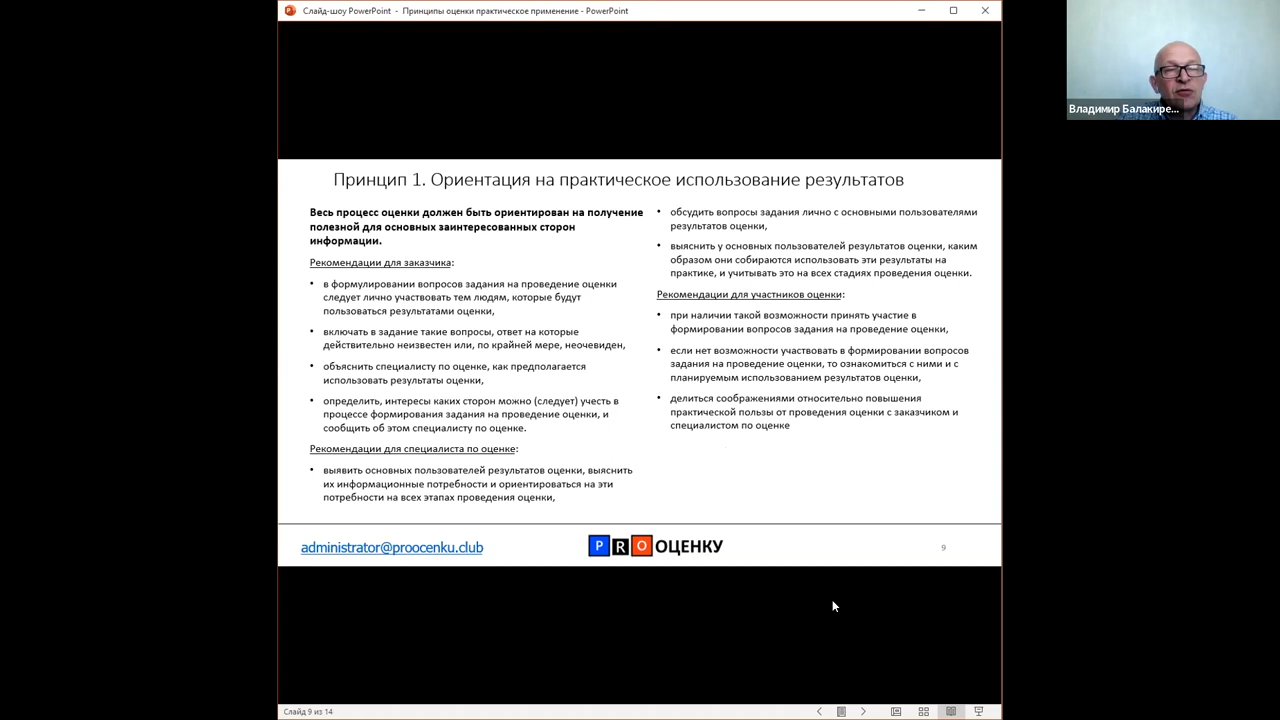 Слайд-шоу PowerPoint - Принципы оценки практическое применение - PowerPoint
Владимир Балакире...
Принцип 1. Ориентация на практическое использование результатов
Весь процесс оценки должен быть ориентирован на получение
полезной для основных заинтересованных сторон
информации.
Рекомендации для заказчика:
• в формулировании вопросов задания на проведение оценки
следует лично участвовать тем людям, которые будут
пользоваться результатами оценки,
• включать в задание такие вопросы, ответ на которые
действительно неизвестен или, по крайней мере, неочевиден,
• объяснить специалисту по оценке, как предполагается
использовать результаты оценки,
• определить, интересы каких сторон можно (следует) учесть в
процессе формирования задания на проведение оценки, и
сообщить об этом специалисту по оценке.
Рекомендации для специалиста по оценке:
• выявить основных пользователей результатов оценки, выяснить
их информационные потребности и ориентироваться на эти
потребности на всех этапах проведения оценки,
• обсудить вопросы задания лично с основными пользователями
результатов оценки,
• выяснить у основных пользователей результатов оценки, каким
образом они собираются использовать эти результаты на
практике, и учитывать это на всех стадиях проведения оценки.
Рекомендации для участников оценки:
• при наличии такой возможности принять участие в
формировании вопросов задания на проведение оценки,
• если нет возможности участвовать в формировании вопросов
задания на проведение оценки, то ознакомиться с ними и с
планируемым использованием результатов оценки,
• делиться соображениями относительно повышения
практической пользы от проведения оценки с заказчиком и
специалистом по оценке
administrator@proocenku.club
PRO ОЦЕНКУ
9
Слайд 9 из 14